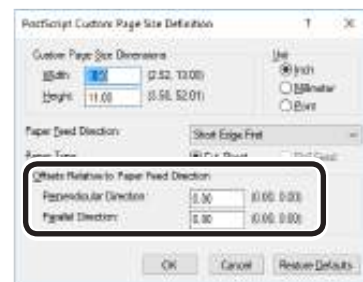 PostScript Custom Page Size Definition ? X
Custom Page Size Dimensions
Unit
Width: (2.52, 13.00)
Inch
Height: 11.00 (5.50, 52.01)
Millimeter
Point
Paper Feed Direction: Short Edge First
Paper Type:
Offsets Relative to Paper Feed Direction
Perpendicular Direction: 0.00 (0.00, 0.00)
Parallel Direction: 0.00 (0.00, 0.00)
OK Cancel Restore Defaults